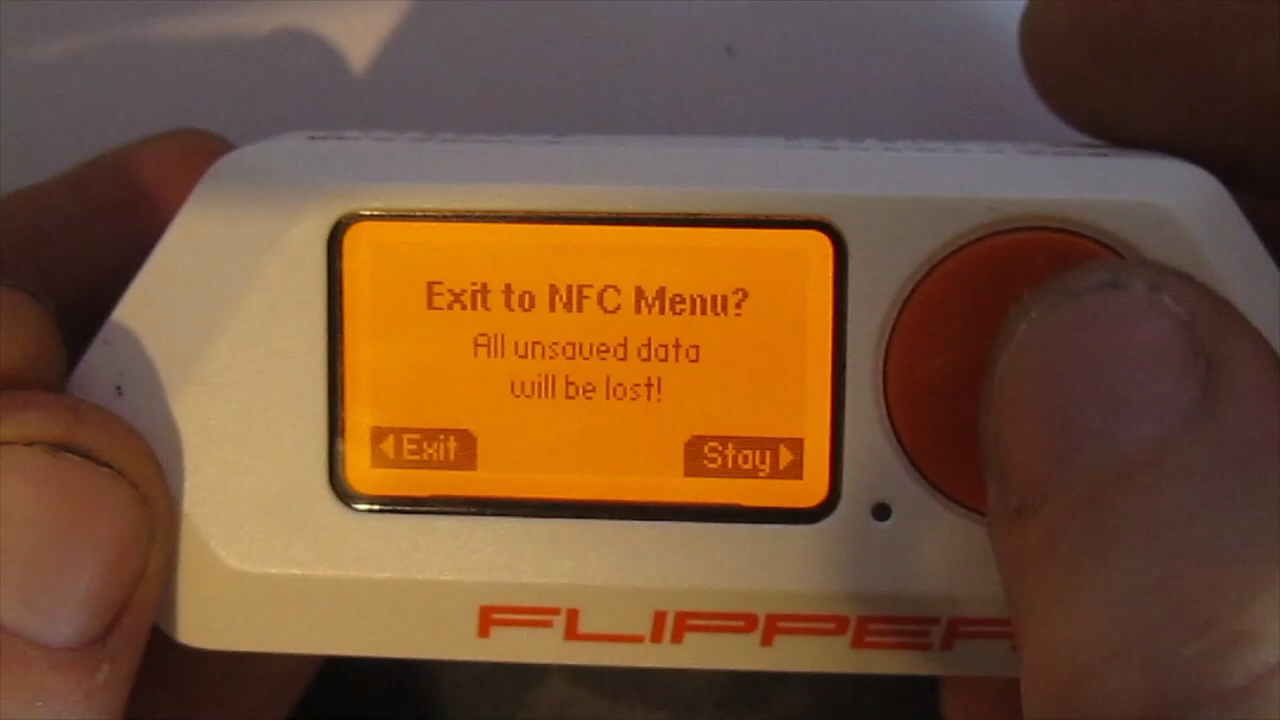 Exit to NFC Menu?
All unsaved data
will be lost!
Exit
Stay
FLIPPER